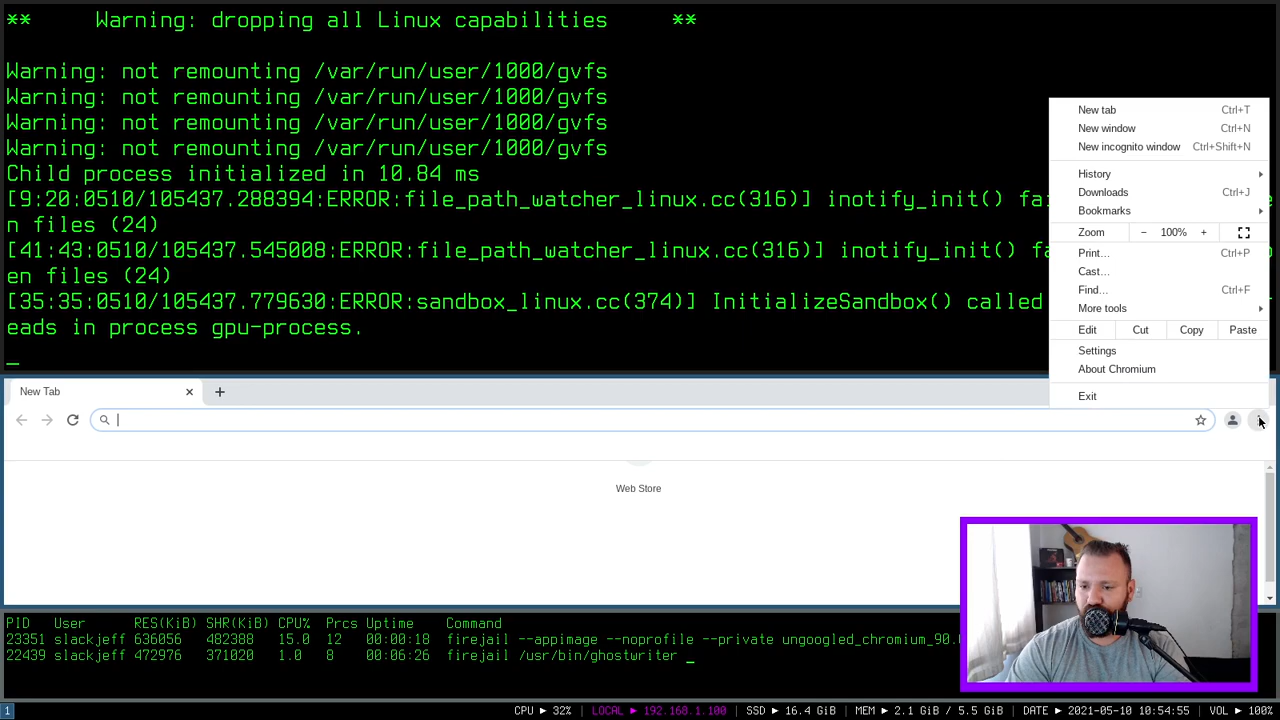 **     Warning: dropping all Linux capabilities     **
Warning: not remounting /var/run/user/1000/gvfs
Warning: not remounting /var/run/user/1000/gvfs
Warning: not remounting /var/run/user/1000/gvfs
Warning: not remounting /var/run/user/1000/gvfs
Child process initialized in 10.84 ms
[9:20:0510/105437.288394:ERROR:file_path_watcher_linux.cc(316)] inotify_init() fai
n files (24)
[41:43:0510/105437.545008:ERROR:file_path_watcher_linux.cc(316)] inotify_init() fa
en files (24)
[35:35:0510/105437.779630:ERROR:sandbox_linux.cc(374)] InitializeSandbox() called
eads in process gpu-process.
New tab Ctrl+T
New window Ctrl+N
New incognito window Ctrl+Shift+N
History
Downloads Ctrl+J
Bookmarks
Zoom − 100% +
Print… Ctrl+P
Cast…
Find… Ctrl+F
More tools
Edit Cut Copy Paste
Settings
About Chromium
Exit
New Tab
Web Store
PID User RES(KiB) SHR(KiB) CPU% Prcs Uptime Command
23351 slackjeff 636056 482388 15.0 12 00:00:18 firejail --appimage --noprofile --private ungoogled_chromium_90.
22439 slackjeff 472976 371020 1.0 8 00:06:26 firejail /usr/bin/ghostwriter _
1 CPU ► 32% | LOCAL ► 192.168.1.100 | SSD ► 16.4 GiB | MEM ► 2.1 GiB / 5.5 GiB | DATE ► 2021-05-10 10:54:55 | VOL ► 100%